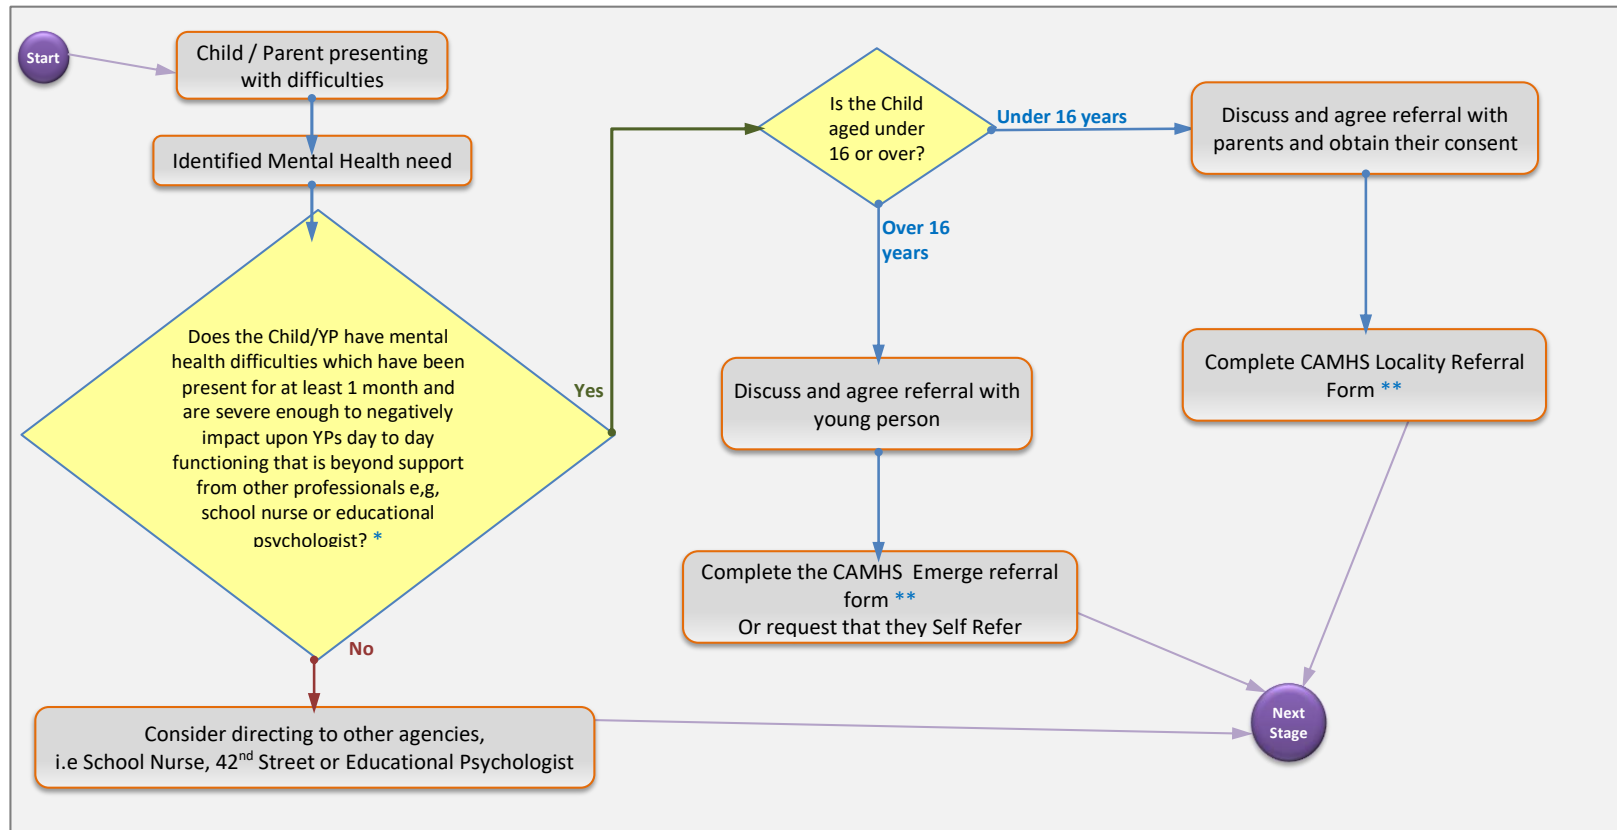 Start
Child / Parent presenting
with difficulties
Identified Mental Health need
Does the Child/YP have mental
health difficulties which have been
present for at least 1 month and
are severe enough to negatively
impact upon YPs day to day
functioning that is beyond support
from other professionals e,g,
school nurse or educational
psychologist? *
Yes
No
Consider directing to other agencies,
i.e School Nurse, 42nd Street or Educational Psychologist
Is the Child
aged under
16 or over?
Under 16 years
Over 16
years
Discuss and agree referral with
parents and obtain their consent
Complete CAMHS Locality Referral
Form **
Discuss and agree referral with
young person
Complete the CAMHS  Emerge referral
form **
Or request that they Self Refer
Next
Stage